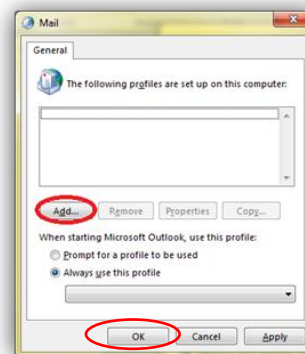 Mail
General
The following profiles are set up on this computer:
Add... Remove Properties Copy...
When starting Microsoft Outlook, use this profile:
Prompt for a profile to be used
Always use this profile
OK Cancel Apply